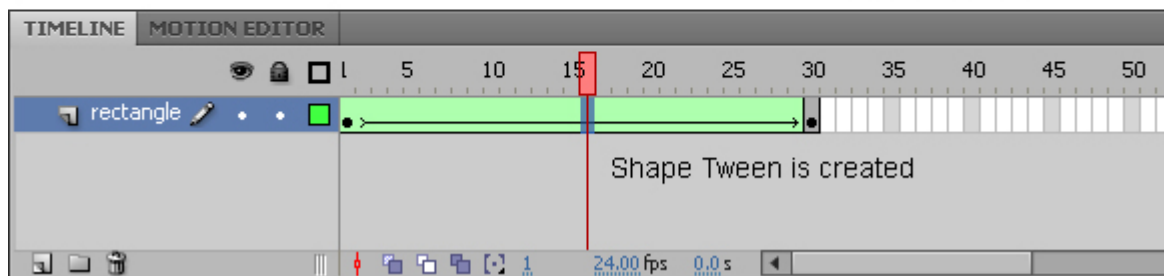 TIMELINE MOTION EDITOR
1 5 10 15 20 25 30 35 40 45 50
rectangle
Shape Tween is created
1 24.00 fps 0.0 s